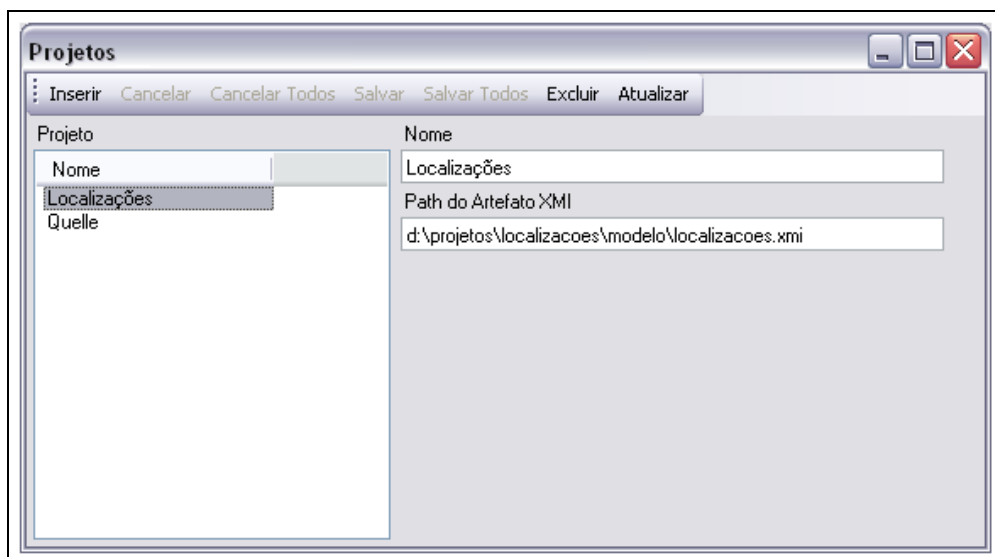 Projetos
Inserir Cancelar Cancelar Todos Salvar Salvar Todos Excluir Atualizar
Projeto
Nome
Localizações
Quelle
Nome
Localizações
Path do Artefato XMI
d:\projetos\localizacoes\modelo\localizacoes.xmi